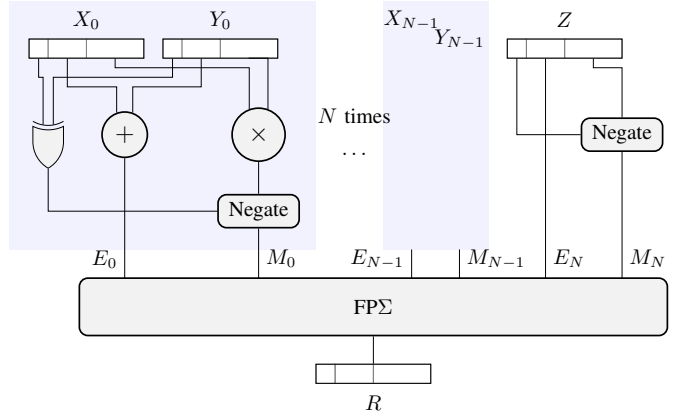 X_0 Y_0 X_{N-1} Z
Y_{N-1}
+ × N times Negate
...
Negate
E_0 M_0 E_{N-1} M_{N-1} E_N M_N
FPΣ
R